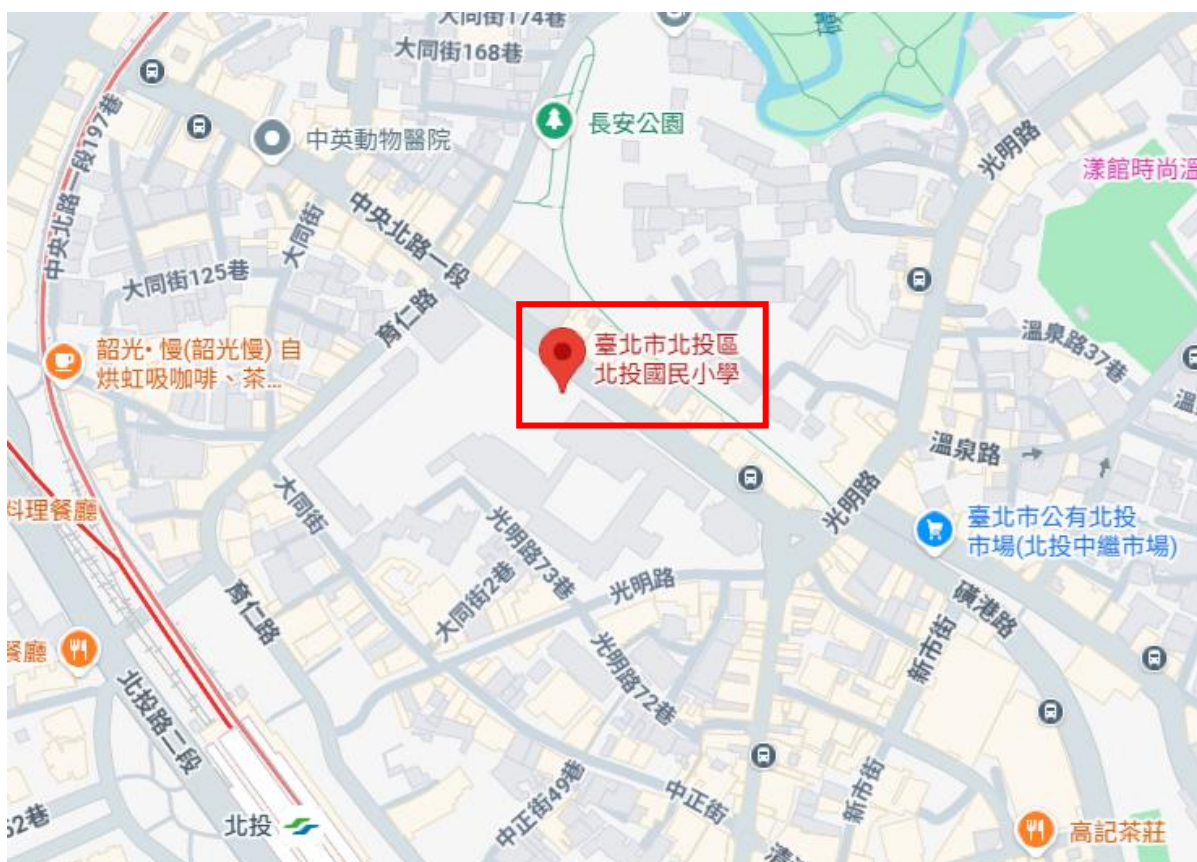 大同街174巷
大同街168巷
長安公園
中英動物醫院
光明路
漾館時尚溫
中央北路一段197巷
中央北路一段
大同街
大同街125巷
育仁路
臺北市北投區
北投國民小學
韶光•慢(韶光慢) 自
烘虹吸咖啡、茶...
溫泉路37巷
溫
溫泉路
光明路
臺北市公有北投
市場(北投中繼市場)
料理餐廳
大同街
光明路73巷
大同街2巷
光明路
育仁路
磺港路
新市街
餐廳
光明路72巷
北投路二段
新市街
中正街
中正街49巷
52巷
北投
高記茶莊